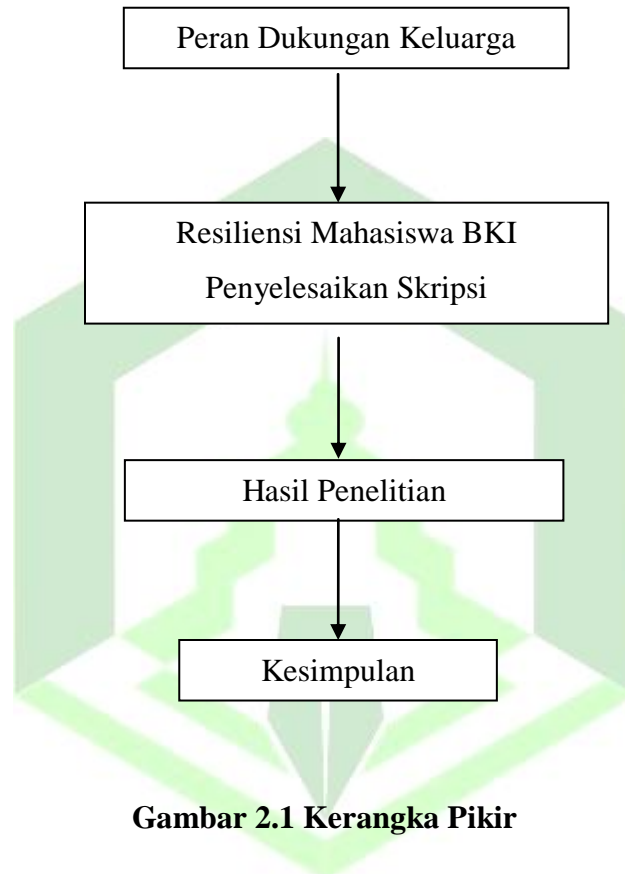 Peran Dukungan Keluarga
Resiliensi Mahasiswa BKI
Penyelesaikan Skripsi
Hasil Penelitian
Kesimpulan
Gambar 2.1 Kerangka Pikir